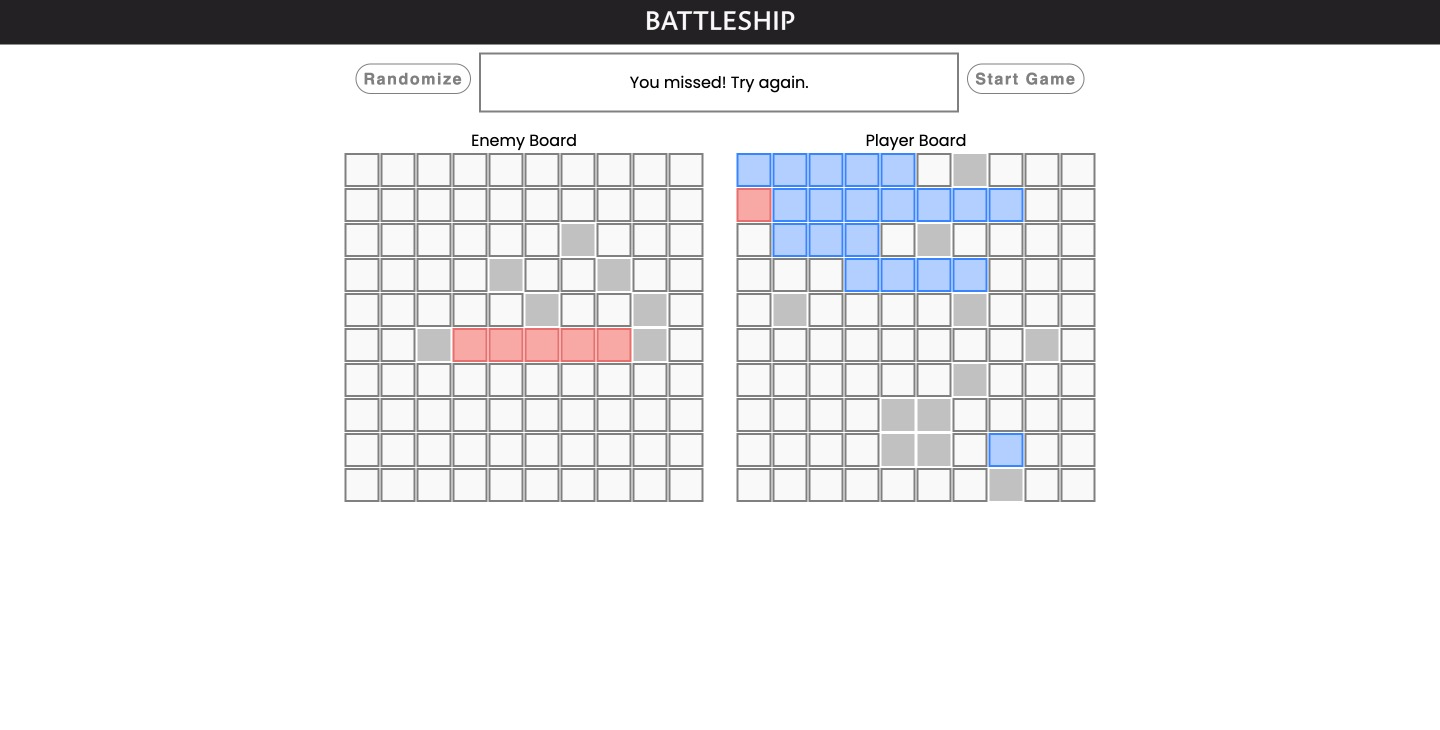 BATTLESHIP
Randomize
You missed! Try again.
Start Game
Enemy Board
Player Board